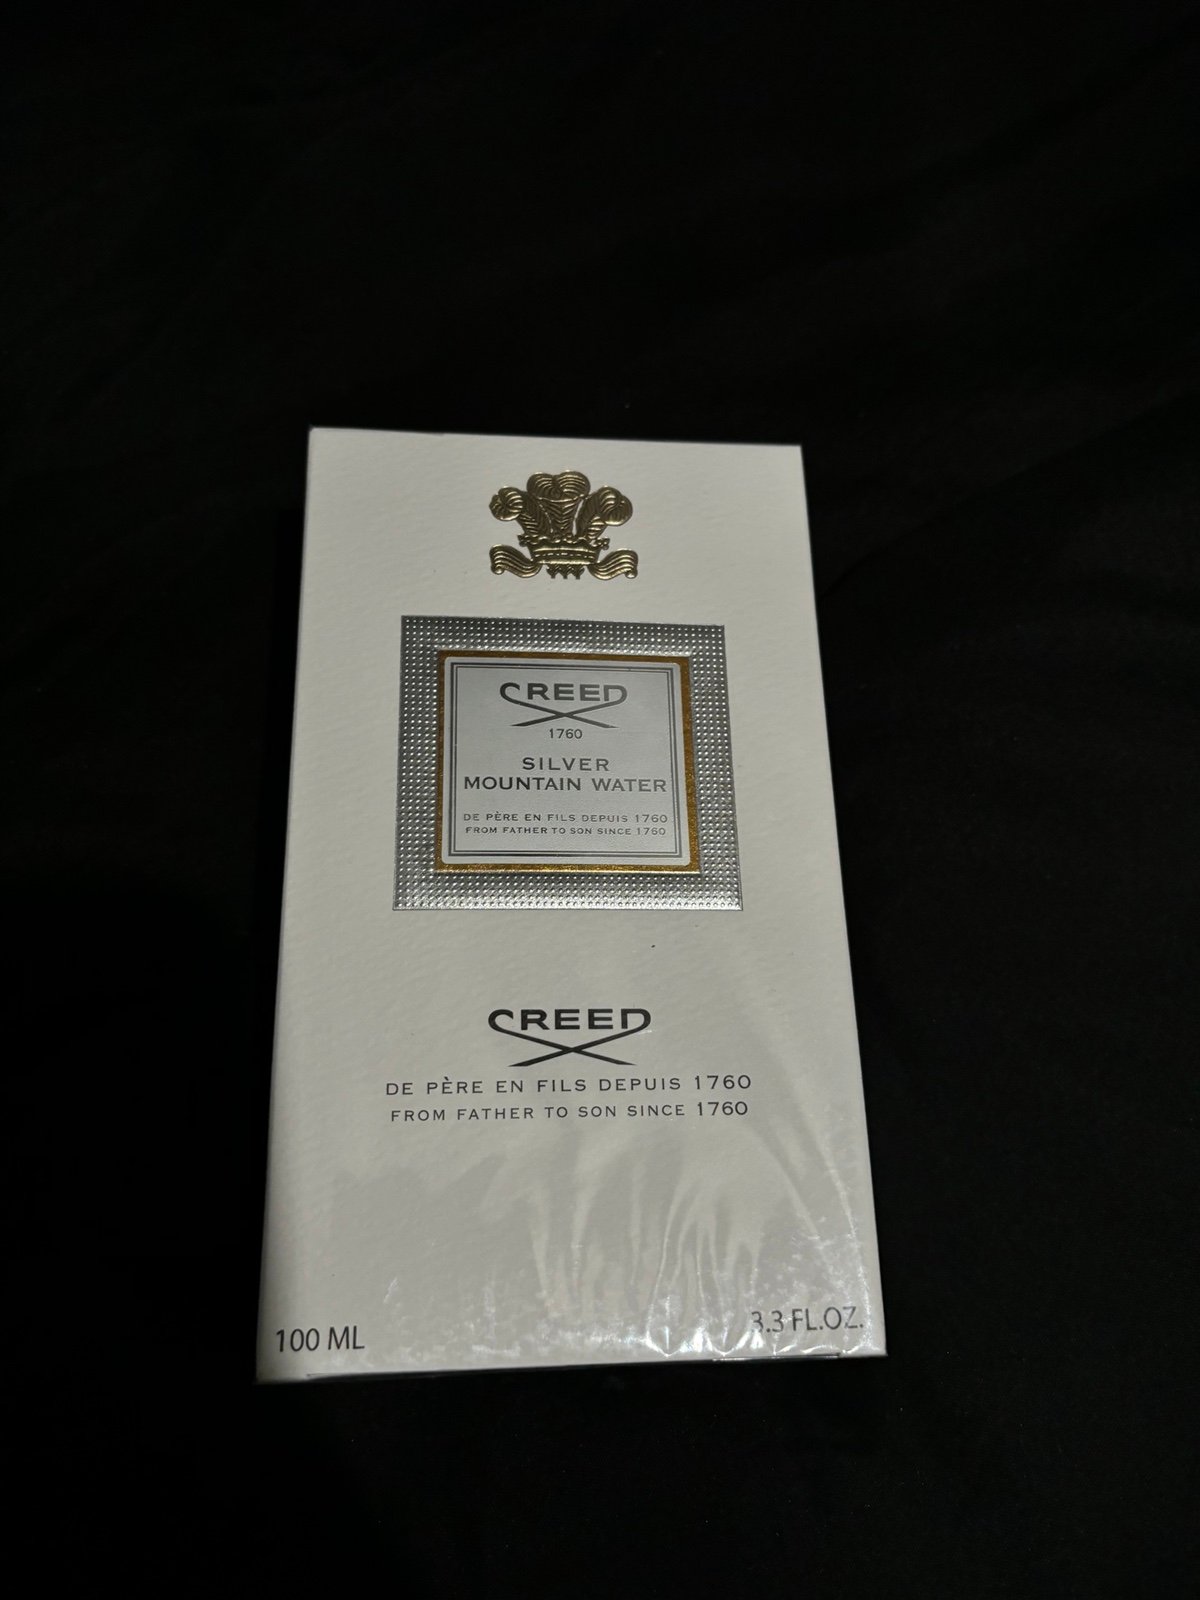 CREED
1760
SILVER
MOUNTAIN WATER
DE PÈRE EN FILS DEPUIS 1760
FROM FATHER TO SON SINCE 1760
CREED
DE PÈRE EN FILS DEPUIS 1760
FROM FATHER TO SON SINCE 1760
100 ML 3.3 FL.OZ.